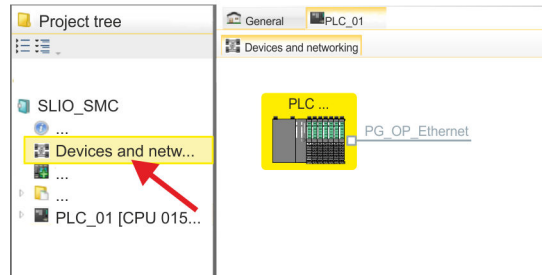 Project tree
SLIO_SMC
...
Devices and netw...
...
...
PLC_01 [CPU 015...
General
PLC_01
Devices and networking
PLC ...
PG_OP_Ethernet